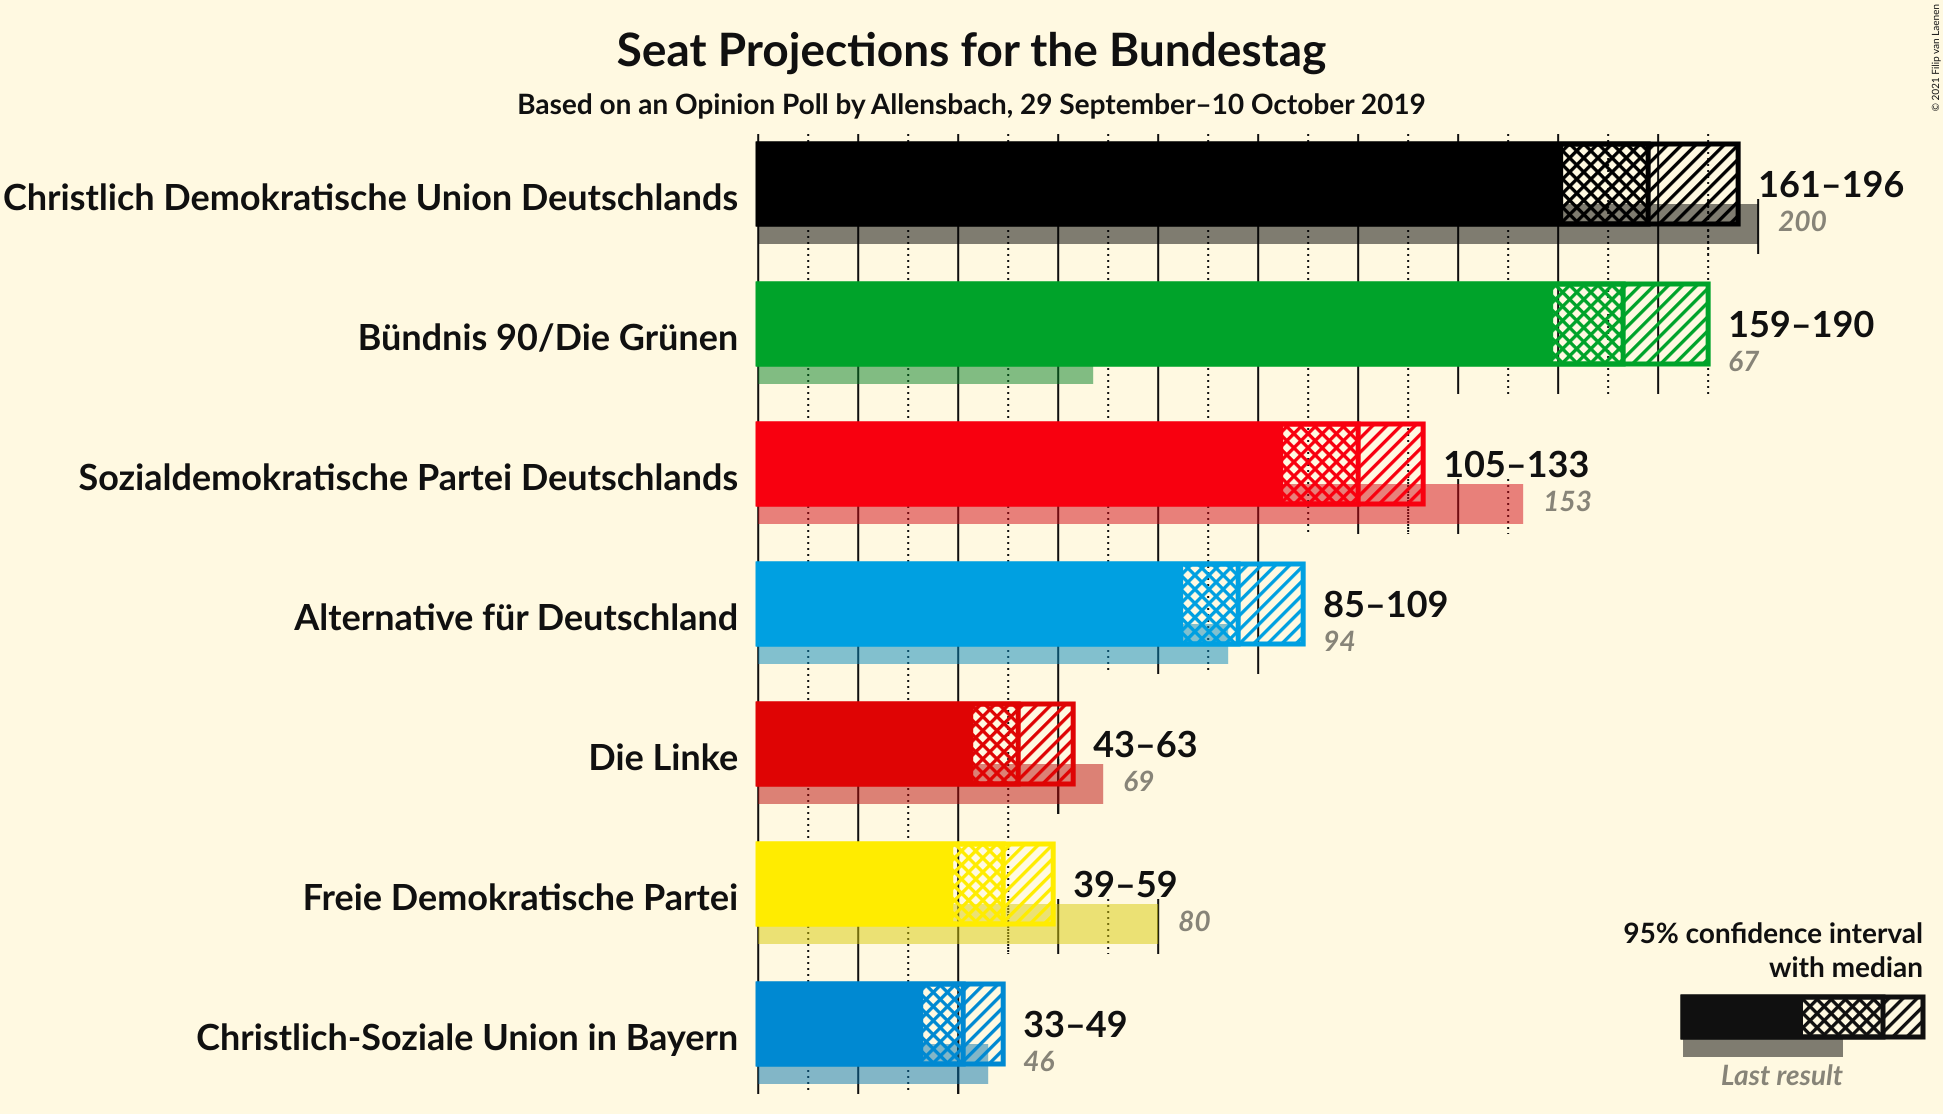 Seat Projections for the Bundestag
Based on an Opinion Poll by Allensbach, 29 September–10 October 2019
© 2021 Filip van Laenen
Christlich Demokratische Union Deutschlands
161–196
200
Bündnis 90/Die Grünen
159–190
67
Sozialdemokratische Partei Deutschlands
105–133
153
Alternative für Deutschland
85–109
94
Die Linke
43–63
69
Freie Demokratische Partei
39–59
80
Christlich-Soziale Union in Bayern
33–49
46
95% confidence interval
with median
Last result